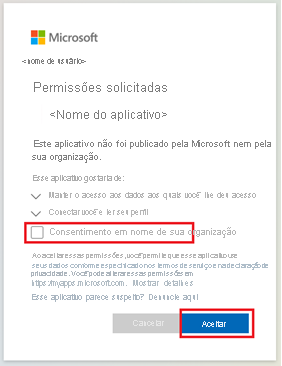 Microsoft
<nome de usuário>
Permissões solicitadas
<Nome do aplicativo>
Este aplicativo não foi publicado pela Microsoft nem pela
sua organização.
Esse aplicativo gostaria de:
Manter o acesso aos dados aos quais você lhe deu acesso
Conectar você e ler seu perfil
Consentimento em nome de sua organização
Ao aceitar essas permissões, você permite que esse aplicativo use
seus dados conforme especificado nos termos de serviço e na declaração de
privacidade. Você pode alterar essas permissões em
https://myapps.microsoft.com. Mostrar detalhes
Esse aplicativo parece suspeito? Denuncie aqui
Cancelar
Aceitar